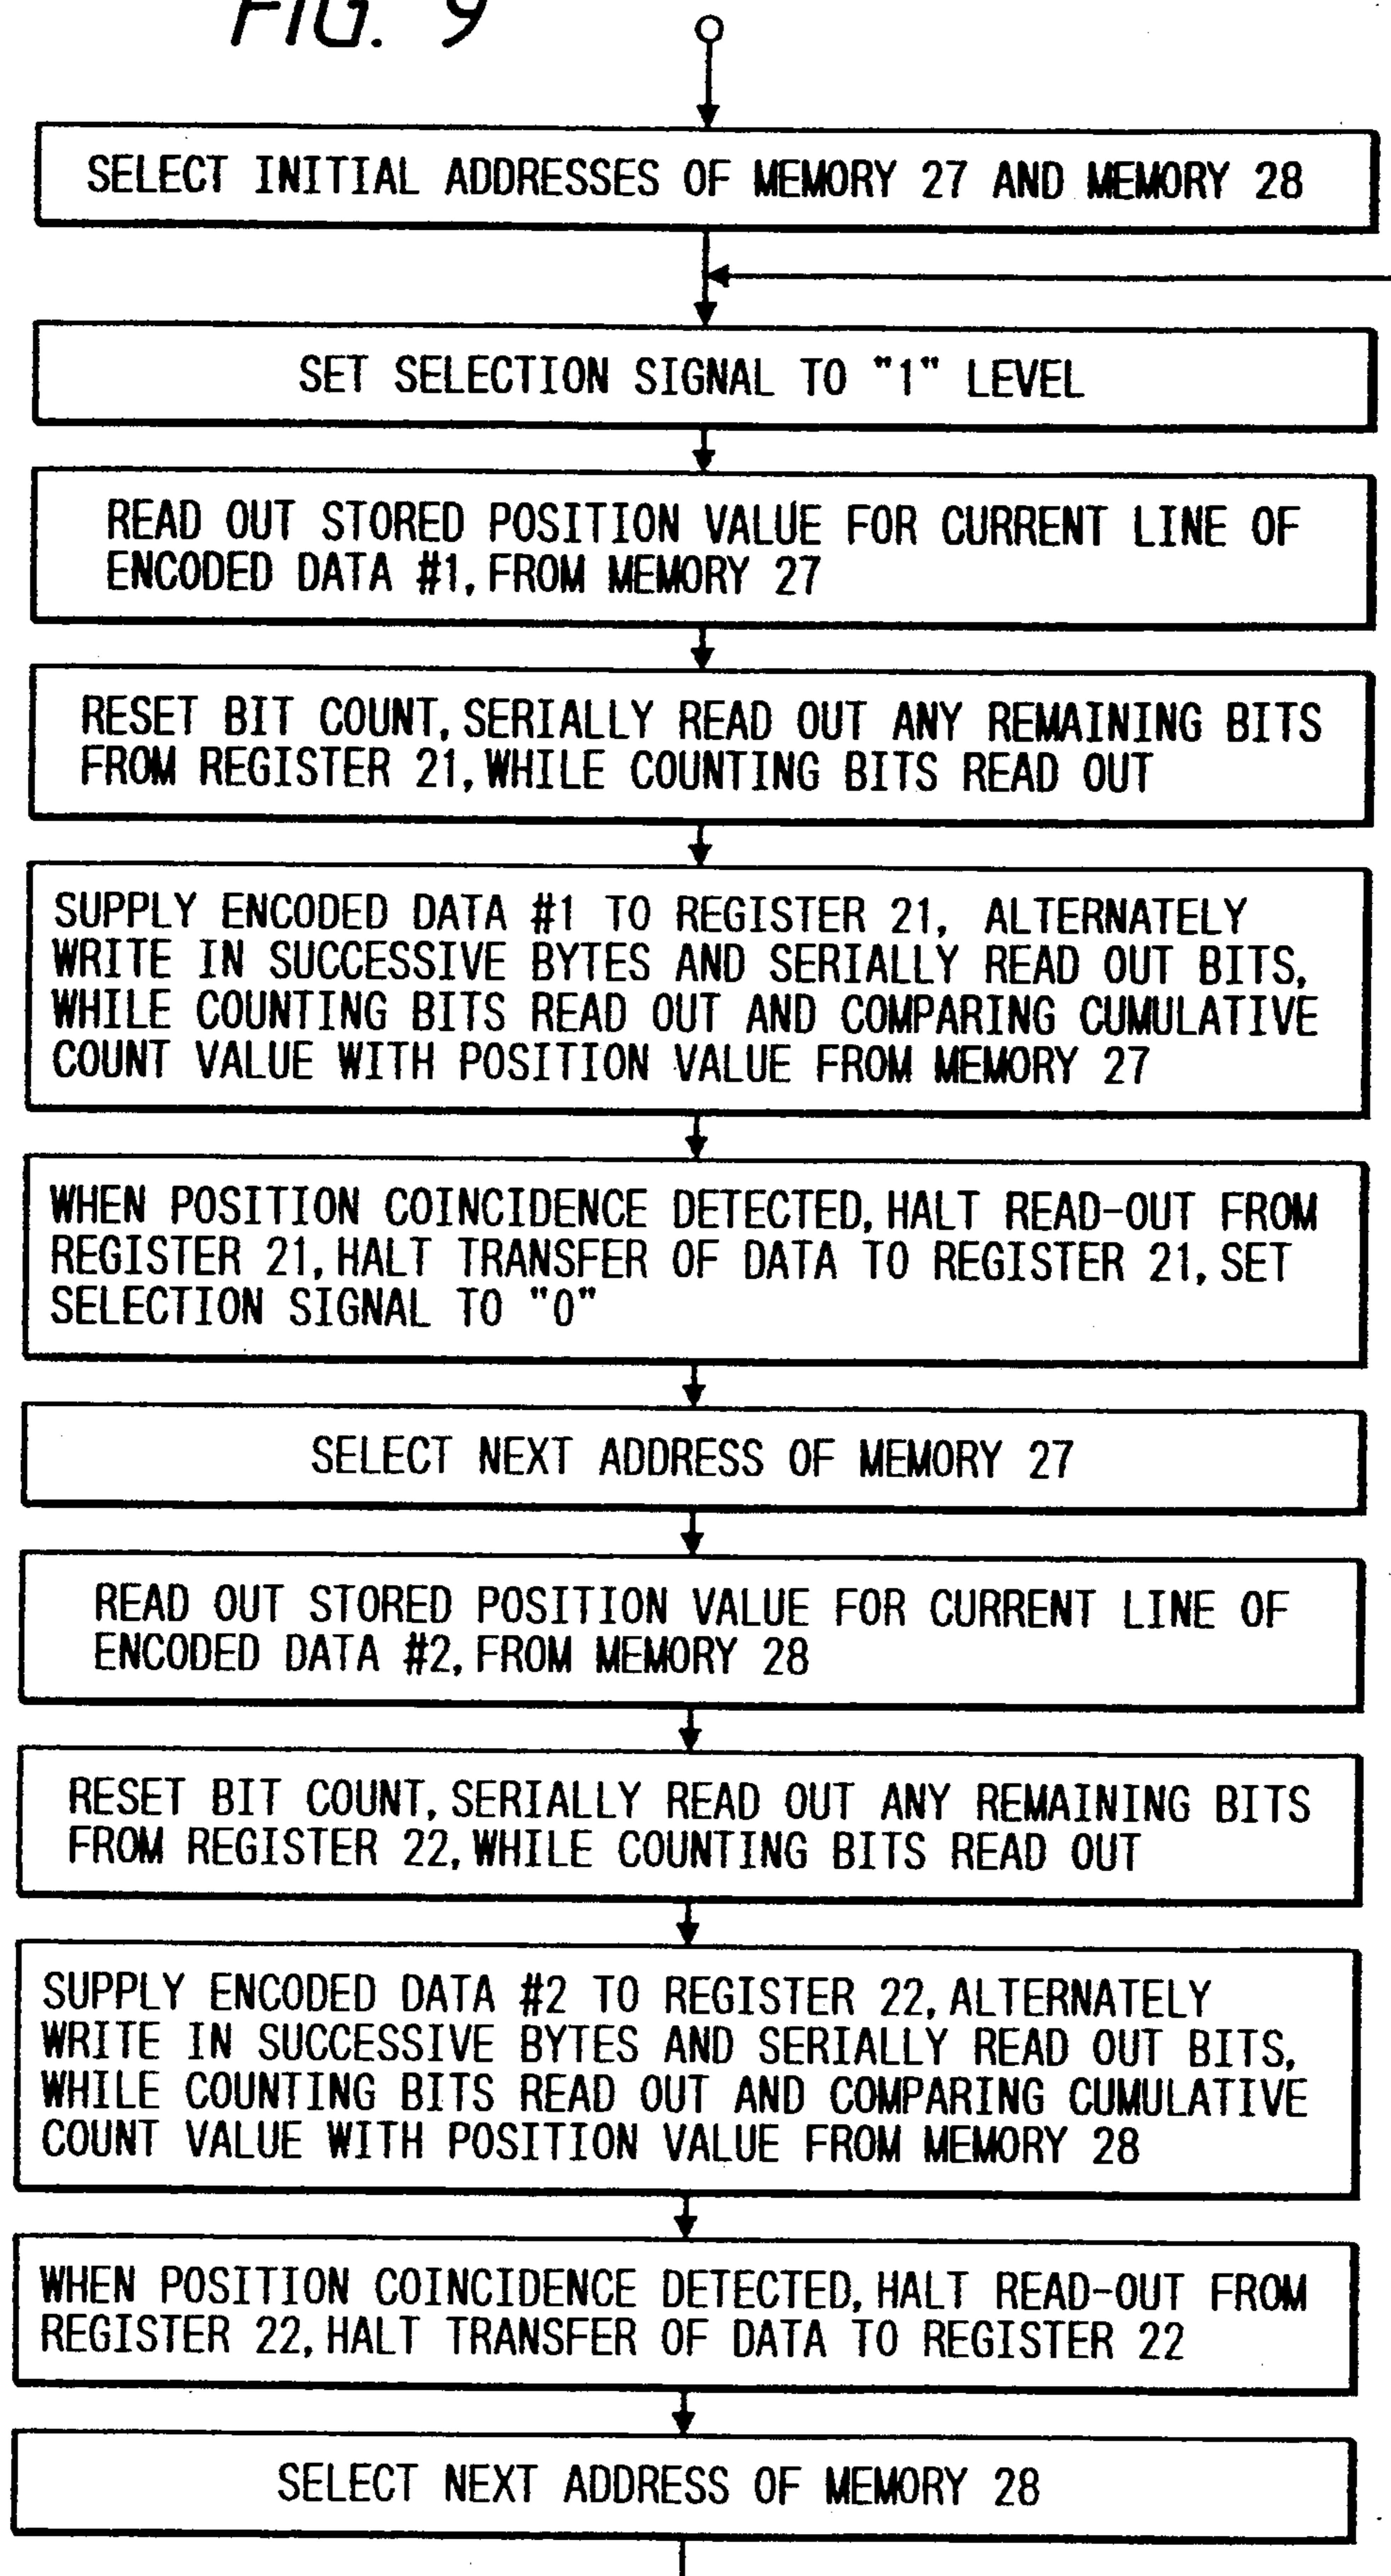 FIG. 9
SELECT INITIAL ADDRESSES OF MEMORY 27 AND MEMORY 28
SET SELECTION SIGNAL TO "1" LEVEL
READ OUT STORED POSITION VALUE FOR CURRENT LINE OF
ENCODED DATA #1, FROM MEMORY 27
RESET BIT COUNT, SERIALLY READ OUT ANY REMAINING BITS
FROM REGISTER 21, WHILE COUNTING BITS READ OUT
SUPPLY ENCODED DATA #1 TO REGISTER 21, ALTERNATELY
WRITE IN SUCCESSIVE BYTES AND SERIALLY READ OUT BITS,
WHILE COUNTING BITS READ OUT AND COMPARING CUMULATIVE
COUNT VALUE WITH POSITION VALUE FROM MEMORY 27
WHEN POSITION COINCIDENCE DETECTED, HALT READ-OUT FROM
REGISTER 21, HALT TRANSFER OF DATA TO REGISTER 21, SET
SELECTION SIGNAL TO "0"
SELECT NEXT ADDRESS OF MEMORY 27
READ OUT STORED POSITION VALUE FOR CURRENT LINE OF
ENCODED DATA #2, FROM MEMORY 28
RESET BIT COUNT, SERIALLY READ OUT ANY REMAINING BITS
FROM REGISTER 22, WHILE COUNTING BITS READ OUT
SUPPLY ENCODED DATA #2 TO REGISTER 22, ALTERNATELY
WRITE IN SUCCESSIVE BYTES AND SERIALLY READ OUT BITS,
WHILE COUNTING BITS READ OUT AND COMPARING CUMULATIVE
COUNT VALUE WITH POSITION VALUE FROM MEMORY 28
WHEN POSITION COINCIDENCE DETECTED, HALT READ-OUT FROM
REGISTER 22, HALT TRANSFER OF DATA TO REGISTER 22
SELECT NEXT ADDRESS OF MEMORY 28